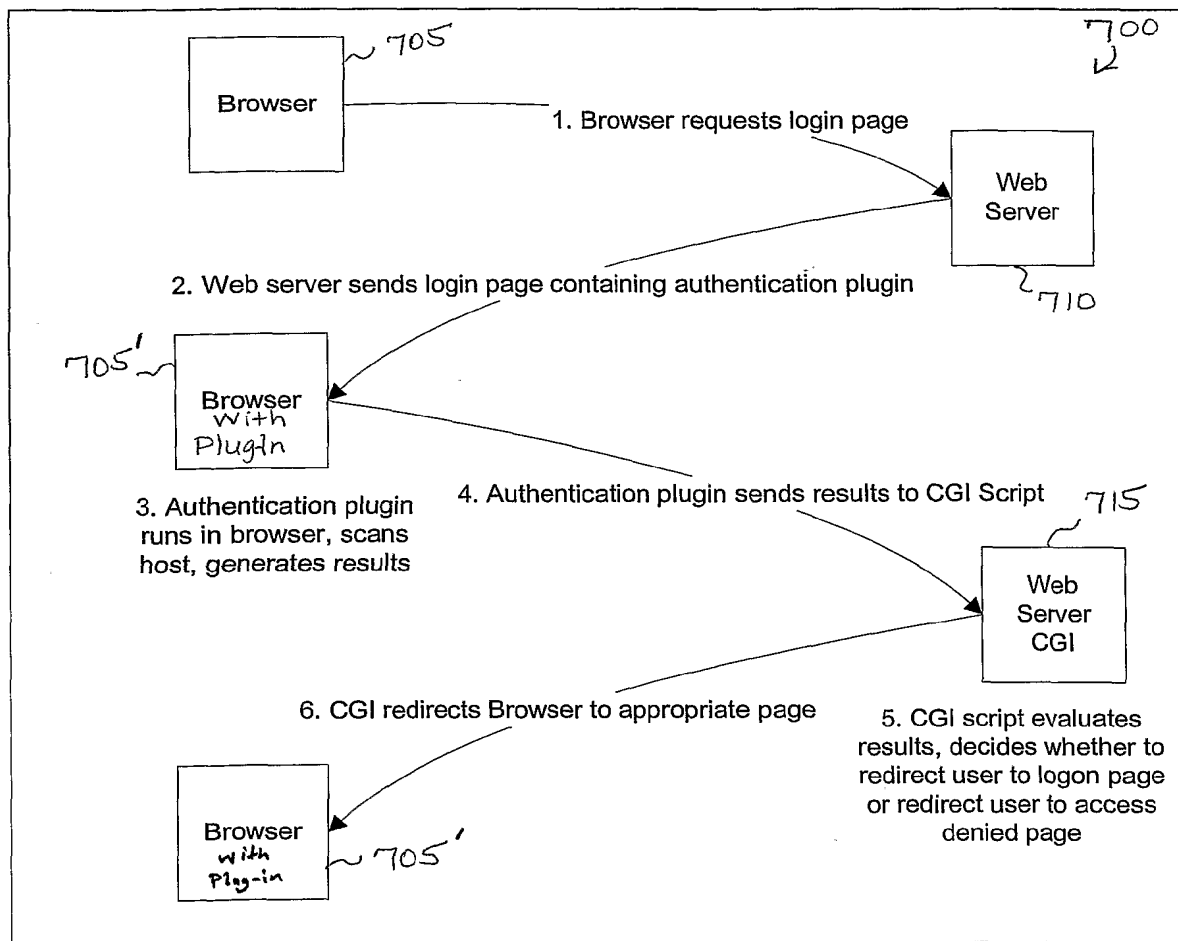 705
700
Browser
1. Browser requests login page
Web
Server
2. Web server sends login page containing authentication plugin
710
705'
Browser
With
Plug-In
3. Authentication plugin
runs in browser, scans
host, generates results
4. Authentication plugin sends results to CGI Script
715
Web
Server
CGI
6. CGI redirects Browser to appropriate page
5. CGI script evaluates
results, decides whether to
redirect user to logon page
or redirect user to access
denied page
Browser
with
Plug-in
705'